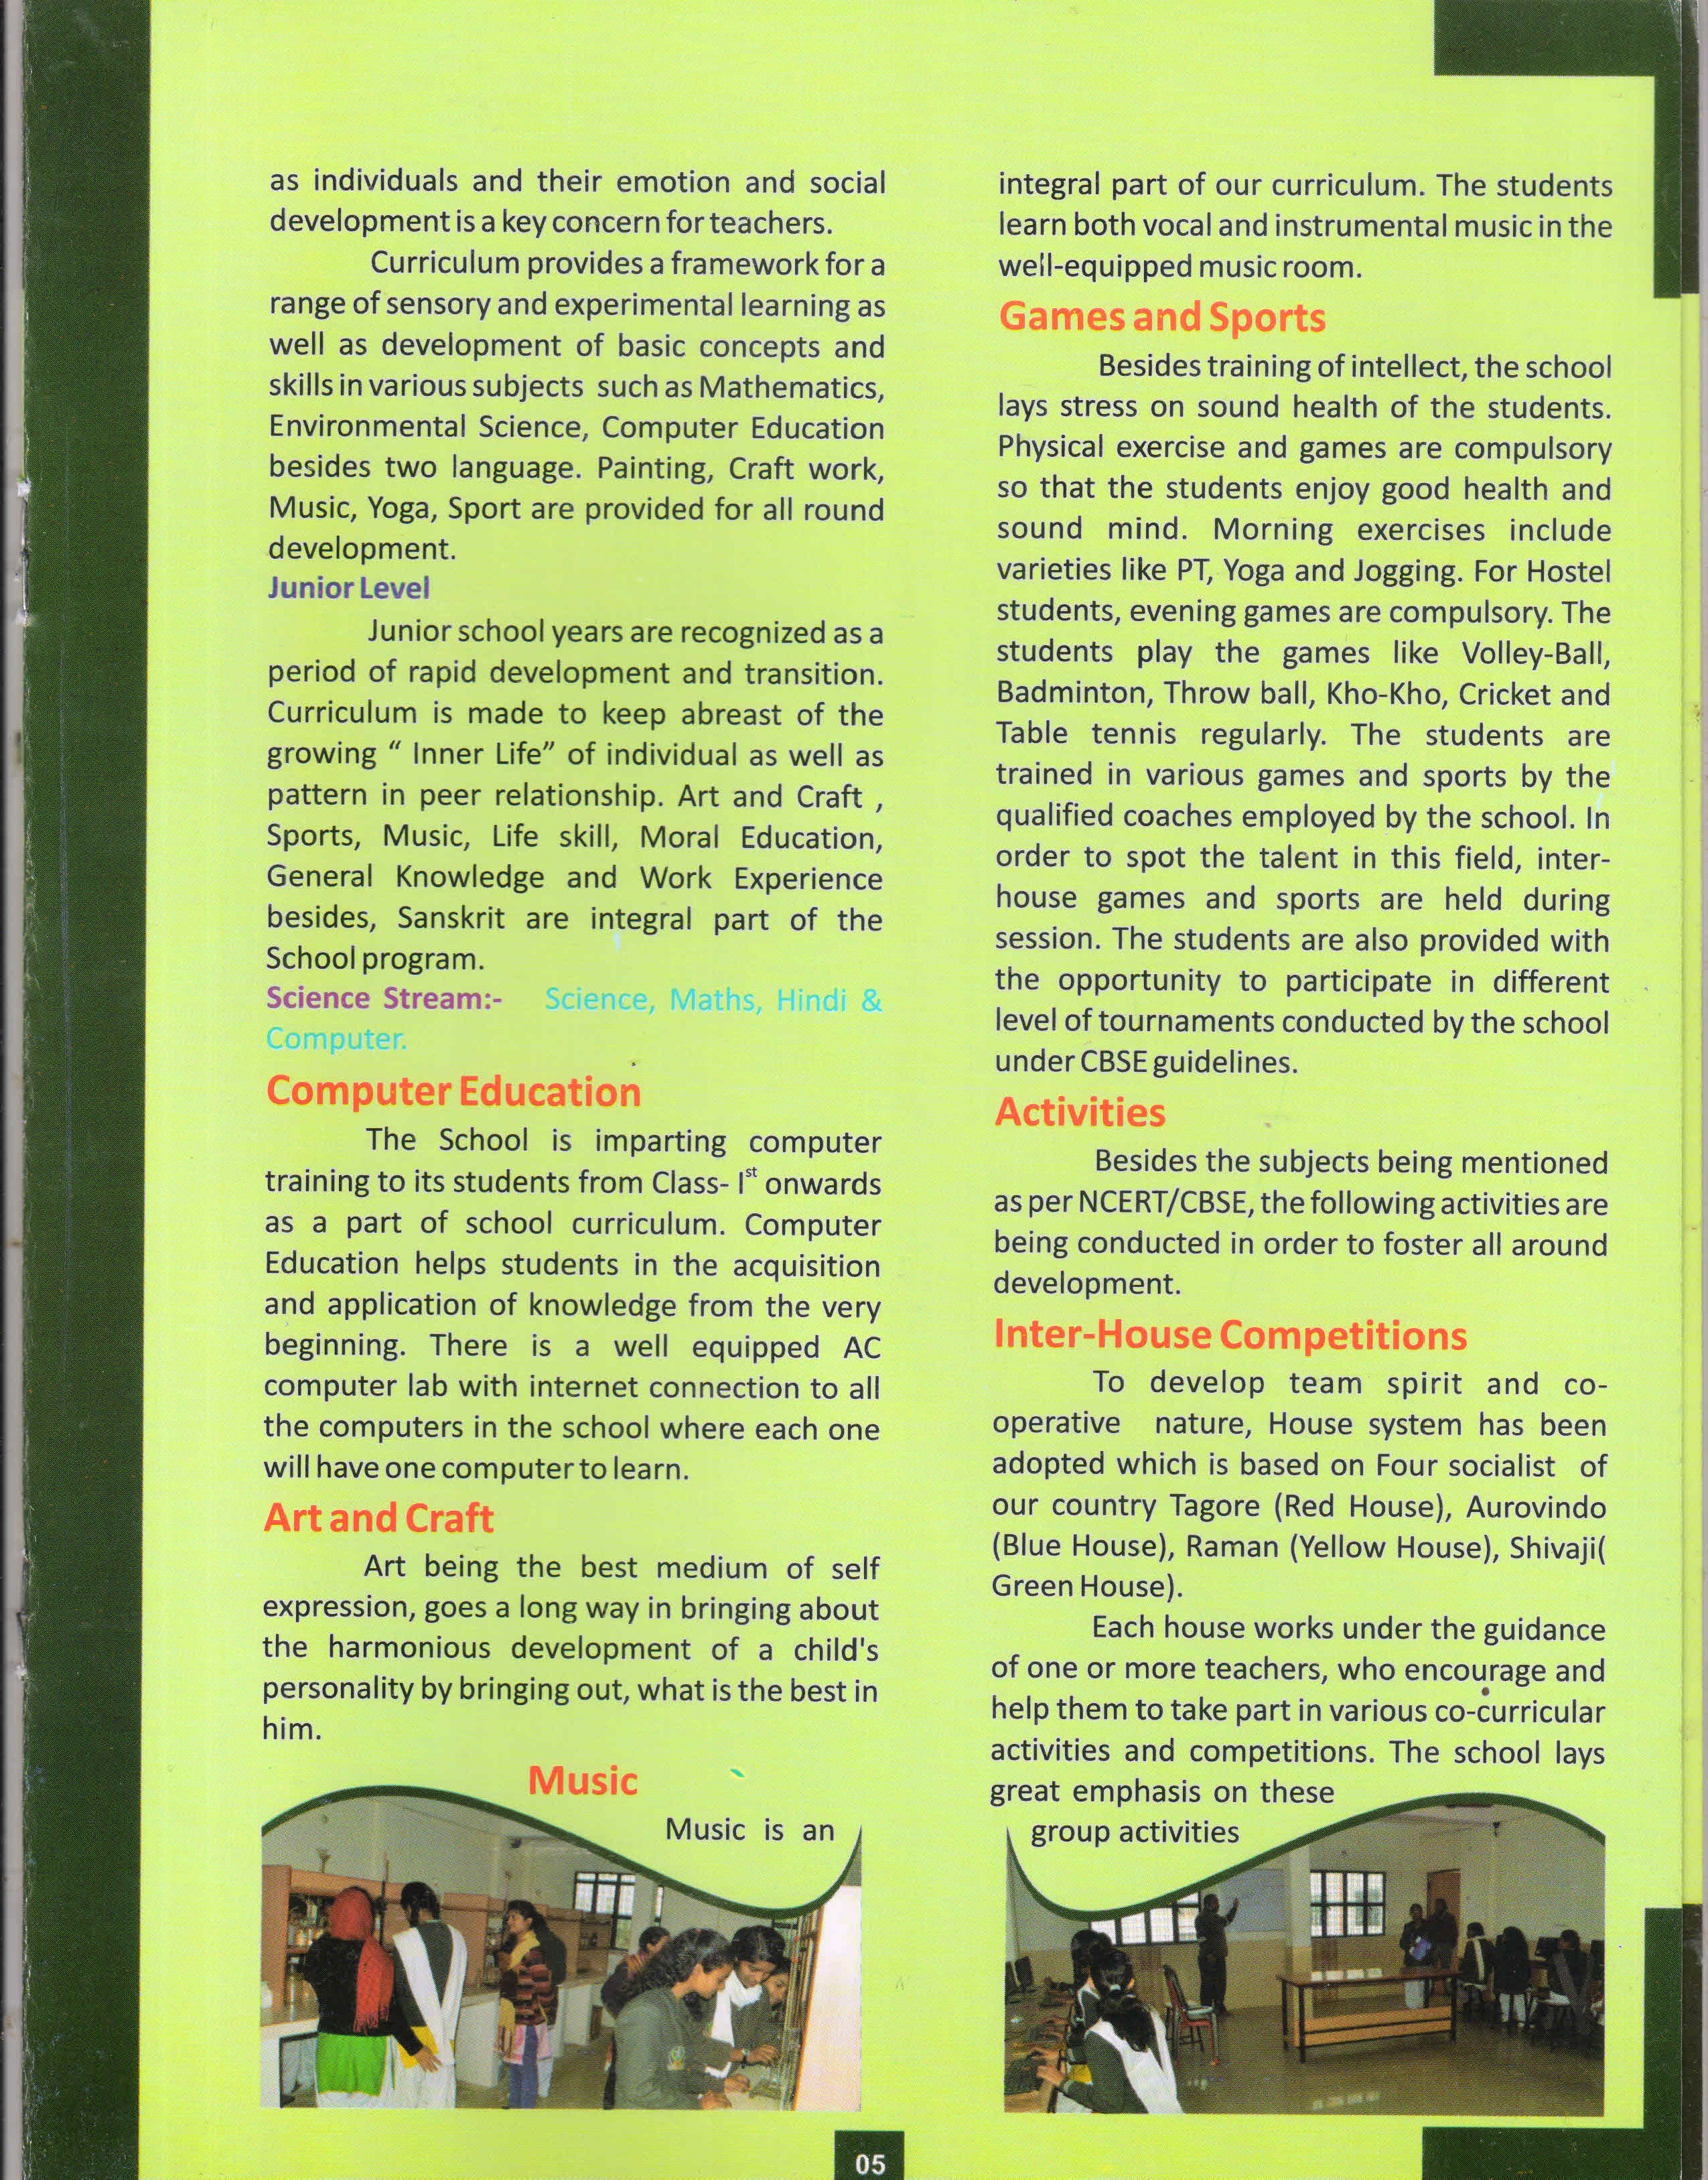 as individuals and their emotion and social
development is a key concern for teachers.
Curriculum provides a framework for a
range of sensory and experimental learning as
well as development of basic concepts and
skills in various subjects such as Mathematics,
Environmental Science, Computer Education
besides two language. Painting, Craft work,
Music, Yoga, Sport are provided for all round
development.
Junior Level
Junior school years are recognized as a
period of rapid development and transition.
Curriculum is made to keep abreast of the
growing “ Inner Life” of individual as well as
pattern in peer relationship. Art and Craft ,
Sports, Music, Life skill, Moral Education,
General Knowledge and Work Experience
besides, Sanskrit are integral part of the
School program.
Science Stream:- Science, Maths, Hindi &
Computer.
Computer Education
The School is imparting computer
training to its students from Class- Ist onwards
as a part of school curriculum. Computer
Education helps students in the acquisition
and application of knowledge from the very
beginning. There is a well equipped AC
computer lab with internet connection to all
the computers in the school where each one
will have one computer to learn.
Art and Craft
Art being the best medium of self
expression, goes a long way in bringing about
the harmonious development of a child's
personality by bringing out, what is the best in
him.
Music
Music is an
integral part of our curriculum. The students
learn both vocal and instrumental music in the
well-equipped music room.
Games and Sports
Besides training of intellect, the school
lays stress on sound health of the students.
Physical exercise and games are compulsory
so that the students enjoy good health and
sound mind. Morning exercises include
varieties like PT, Yoga and Jogging. For Hostel
students, evening games are compulsory. The
students play the games like Volley-Ball,
Badminton, Throw ball, Kho-Kho, Cricket and
Table tennis regularly. The students are
trained in various games and sports by the
qualified coaches employed by the school. In
order to spot the talent in this field, inter-
house games and sports are held during
session. The students are also provided with
the opportunity to participate in different
level of tournaments conducted by the school
under CBSE guidelines.
Activities
Besides the subjects being mentioned
as per NCERT/CBSE, the following activities are
being conducted in order to foster all around
development.
Inter-House Competitions
To develop team spirit and co-
operative nature, House system has been
adopted which is based on Four socialist of
our country Tagore (Red House), Aurovindo
(Blue House), Raman (Yellow House), Shivaji(
Green House).
Each house works under the guidance
of one or more teachers, who encourage and
help them to take part in various co-curricular
activities and competitions. The school lays
great emphasis on these
group activities
05